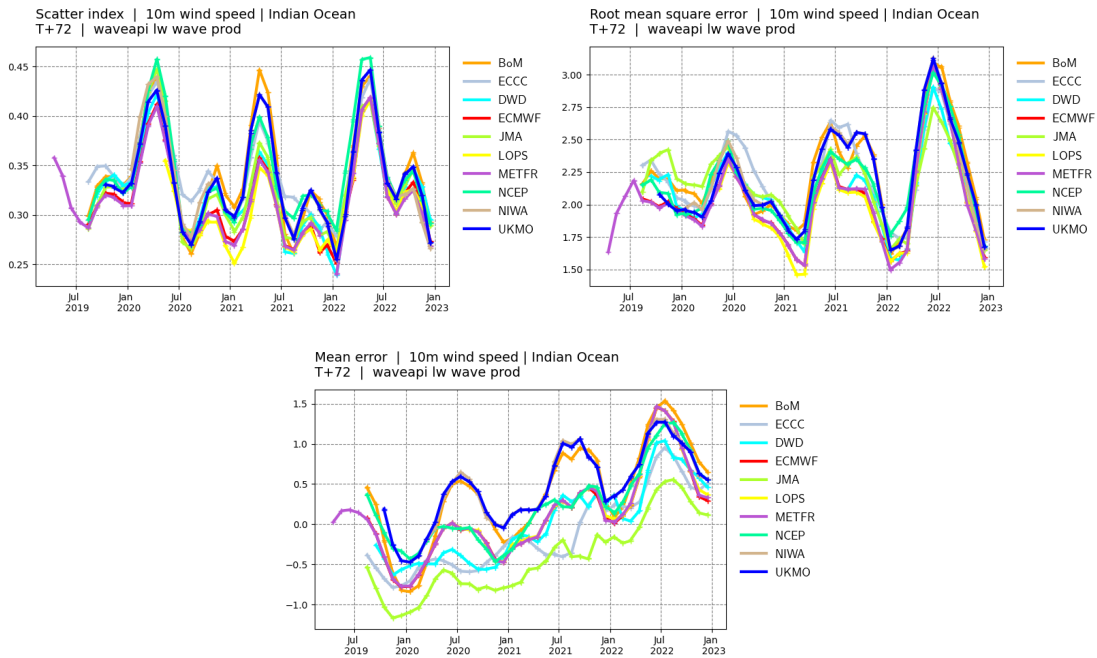 Scatter index | 10m wind speed | Indian Ocean
T+72 | waveapi lw wave prod
0.45
0.40
0.35
0.30
0.25
Jul 2019
Jan 2020
Jul 2020
Jan 2021
Jul 2021
Jan 2022
Jul 2022
Jan 2023
BoM
ECCC
DWD
ECMWF
JMA
LOPS
METFR
NCEP
NIWA
UKMO
Root mean square error | 10m wind speed | Indian Ocean
T+72 | waveapi lw wave prod
3.00
2.75
2.50
2.25
2.00
1.75
1.50
Jul 2019
Jan 2020
Jul 2020
Jan 2021
Jul 2021
Jan 2022
Jul 2022
Jan 2023
BoM
ECCC
DWD
ECMWF
JMA
LOPS
METFR
NCEP
NIWA
UKMO
Mean error | 10m wind speed | Indian Ocean
T+72 | waveapi lw wave prod
1.5
1.0
0.5
0.0
−0.5
−1.0
Jul 2019
Jan 2020
Jul 2020
Jan 2021
Jul 2021
Jan 2022
Jul 2022
Jan 2023
BoM
ECCC
DWD
ECMWF
JMA
LOPS
METFR
NCEP
NIWA
UKMO